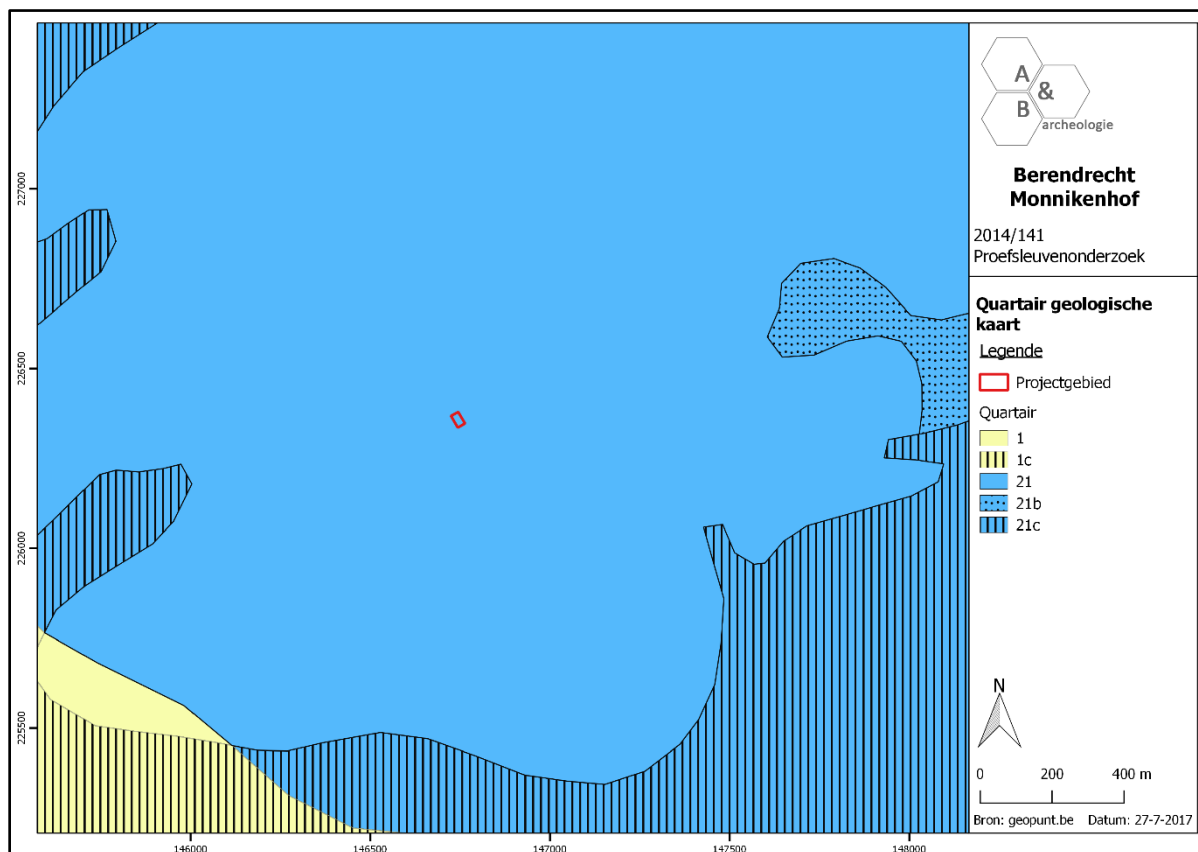 227000
226500
226000
225500
146000
146500
147000
147500
148000
A
&
B
archeologie
Berendrecht
Monnikenhof
2014/141
Proefsleuvenonderzoek
Quartair geologische
kaart
Legende
Projectgebied
Quartair
1
1c
21
21b
21c
N
0 200 400 m
Bron: geopunt.be Datum: 27-7-2017